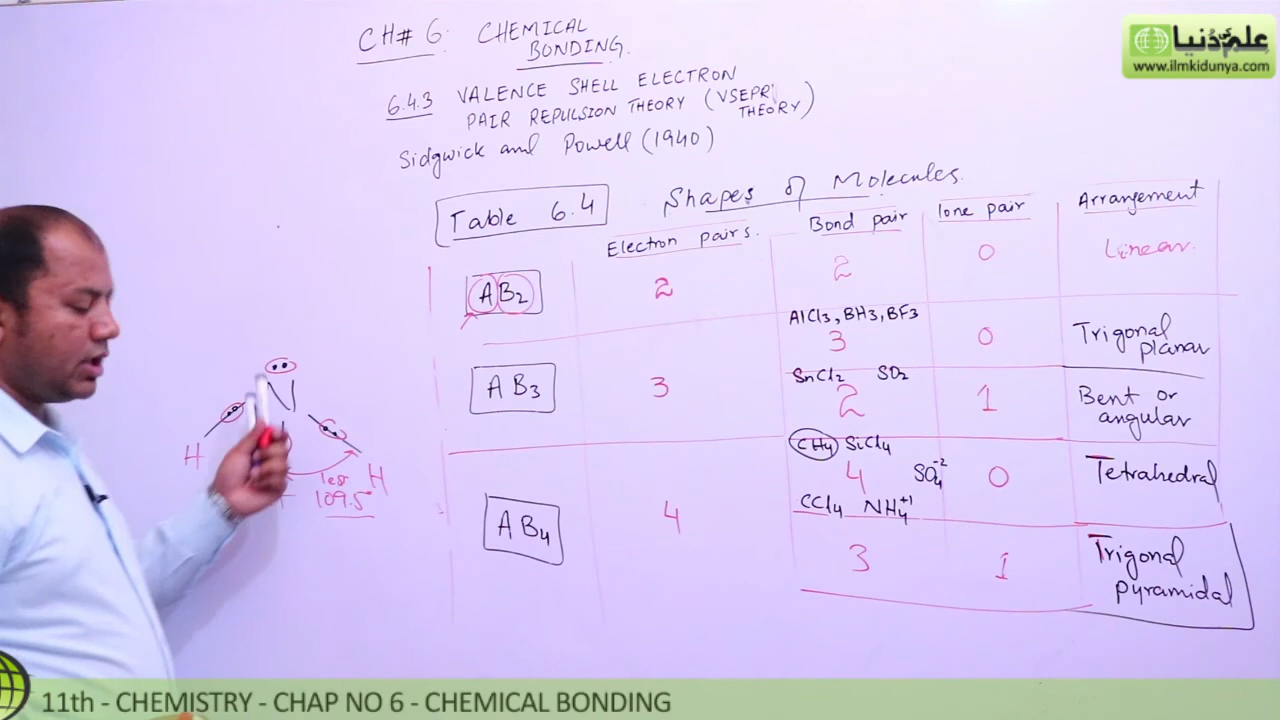 CH# 6. CHEMICAL
BONDING.
علم کی دُنیا
www.ilmkidunya.com
6.4.3 VALENCE SHELL ELECTRON
PAIR REPULSION THEORY (VSEPR
THEORY)
Sidgwick and Powell (1940)
Table 6.4
Shapes of Molecules.
Electron pairs. Bond pair lone pair Arrangement
AB2 2 2 0 Linear.
AlCl3, BH3, BF3
AB3 3 3 0 Trigonal
planar
SnCl2 SO2
2 1 Bent or
angular
CH4 SiCl4
4 SO4-2 0 Tetrahedral
CCl4 NH4+1
AB4 4 3 1 Trigonal
pyramidal
N
H H
less
109.5°
11th - CHEMISTRY - CHAP NO 6 - CHEMICAL BONDING